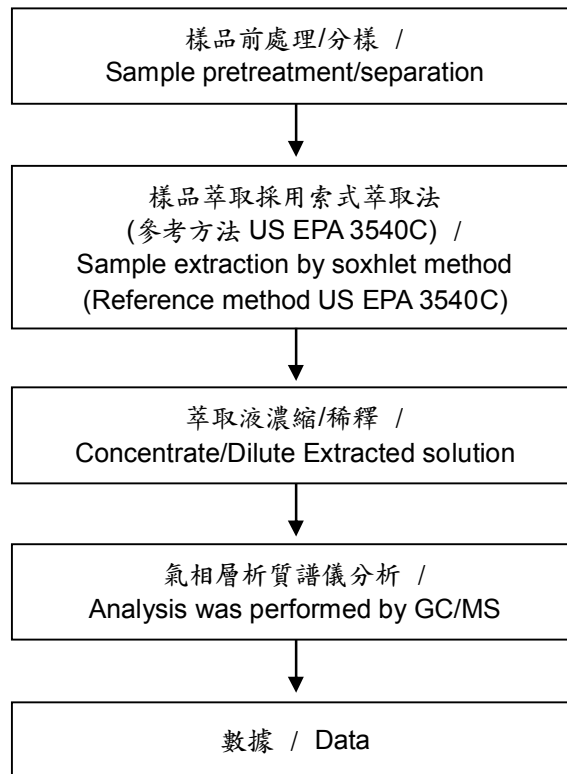 樣品前處理/分樣 /
Sample pretreatment/separation
樣品萃取採用索式萃取法
(參考方法 US EPA 3540C) /
Sample extraction by soxhlet method
(Reference method US EPA 3540C)
萃取液濃縮/稀釋 /
Concentrate/Dilute Extracted solution
氣相層析質譜儀分析 /
Analysis was performed by GC/MS
數據 / Data